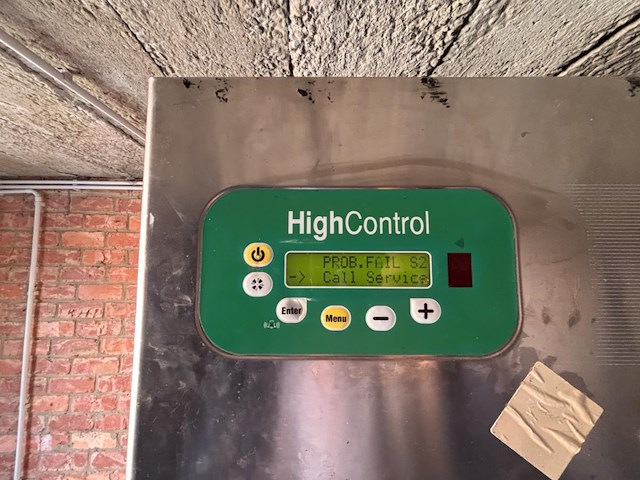 HighControl
PROB.FAIL S2
-> Call Service
Enter
Menu